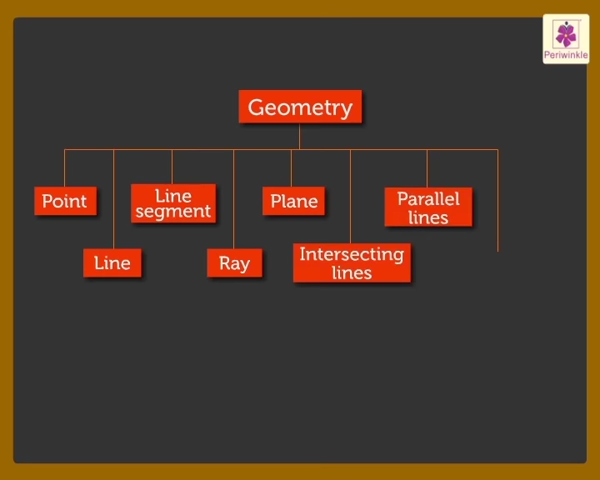 Periwinkle
Geometry
Point
Line
segment
Plane
Parallel
lines
Line
Ray
Intersecting
lines